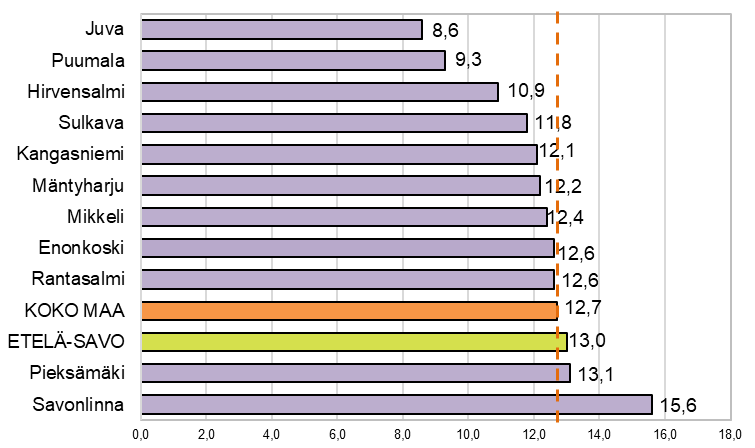 Juva 8,6
Puumala 9,3
Hirvensalmi 10,9
Sulkava 11,8
Kangasniemi 12,1
Mäntyharju 12,2
Mikkeli 12,4
Enonkoski 12,6
Rantasalmi 12,6
KOKO MAA 12,7
ETELÄ-SAVO 13,0
Pieksämäki 13,1
Savonlinna 15,6
0,0 2,0 4,0 6,0 8,0 10,0 12,0 14,0 16,0 18,0